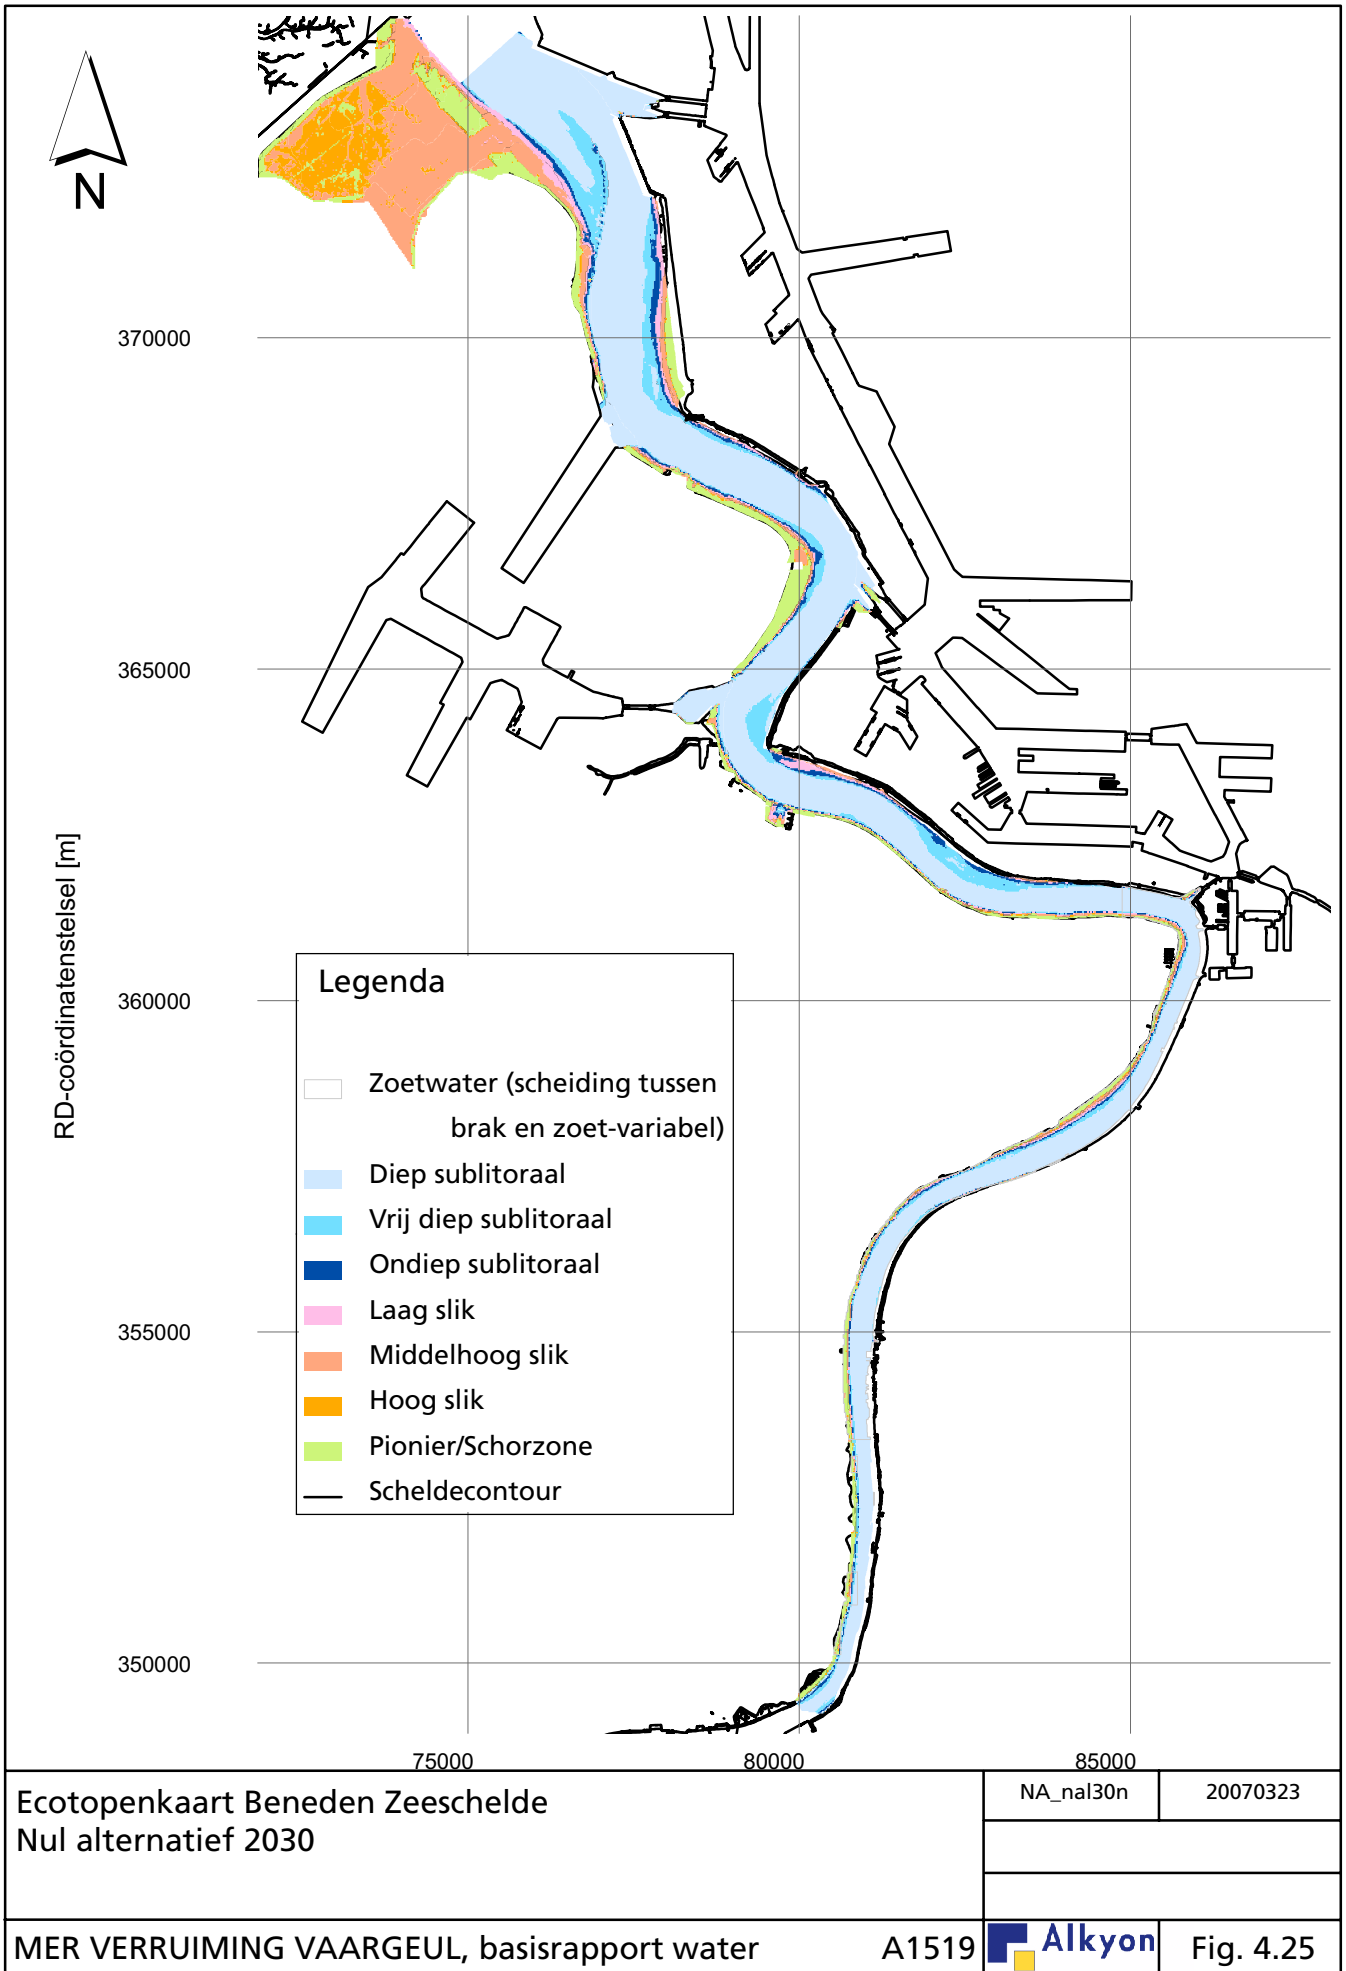 N
370000
365000
360000
355000
350000
RD-coördinatenstelsel [m]
Legenda
Zoetwater (scheiding tussen
brak en zoet-variabel)
Diep sublitoraal
Vrij diep sublitoraal
Ondiep sublitoraal
Laag slik
Middelhoog slik
Hoog slik
Pionier/Schorzone
Scheldecontour
75000
80000
85000
Ecotopenkaart Beneden Zeeschelde
Nul alternatief 2030
NA_nal30n
20070323
MER VERRUIMING VAARGEUL, basisrapport water
A1519
Alkyon
Fig. 4.25